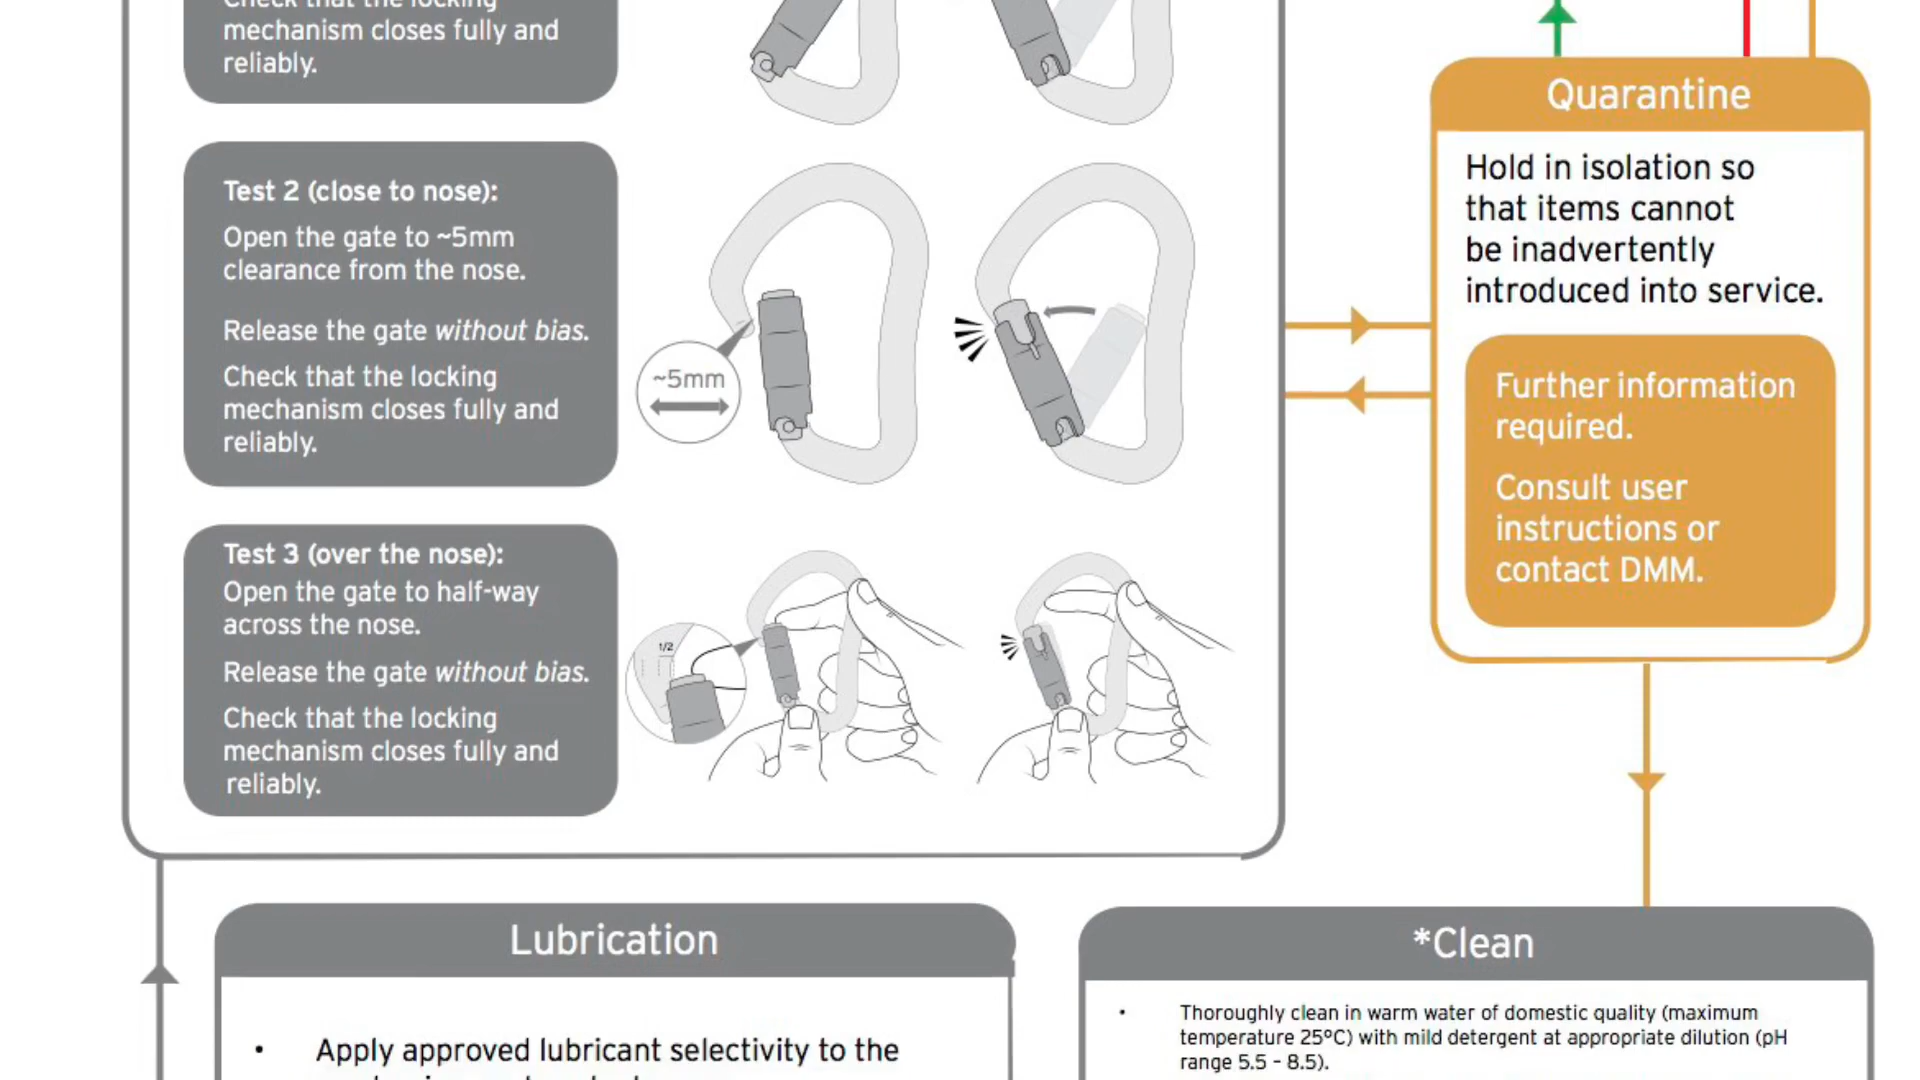 Check that the locking
mechanism closes fully and
reliably.
Test 2 (close to nose):
Open the gate to ~5mm
clearance from the nose.
Release the gate without bias.
Check that the locking
mechanism closes fully and
reliably.
~5mm
Test 3 (over the nose):
Open the gate to half-way
across the nose.
Release the gate without bias.
Check that the locking
mechanism closes fully and
reliably.
1/2
Quarantine
Hold in isolation so
that items cannot
be inadvertently
introduced into service.
Further information
required.
Consult user
instructions or
contact DMM.
Lubrication
• Apply approved lubricant selectivity to the
*Clean
• Thoroughly clean in warm water of domestic quality (maximum
temperature 25°C) with mild detergent at appropriate dilution (pH
range 5.5 - 8.5).